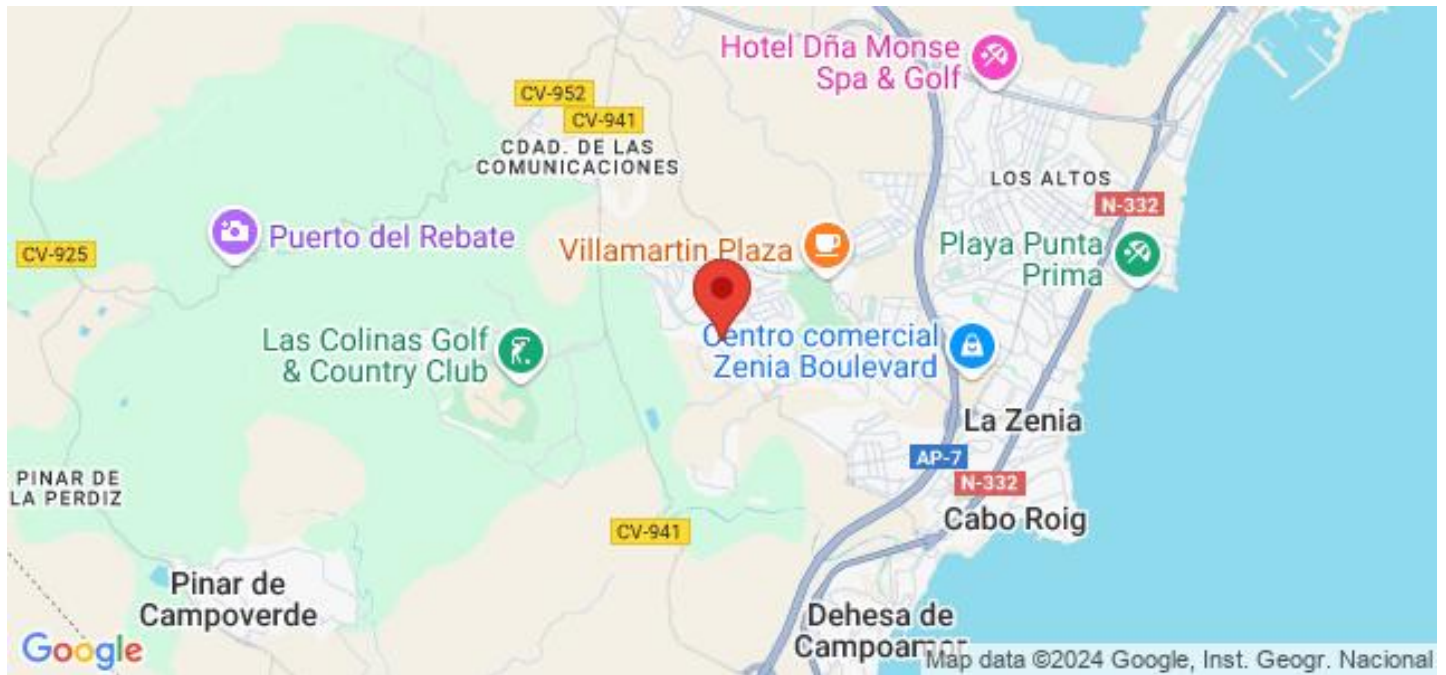 Hotel Dña Monse
Spa & Golf
CV-952
CV-941
CDAD. DE LAS
COMUNICACIONES
LOS ALTOS
N-332
Puerto del Rebate
Villamartin Plaza
Playa Punta
Prima
CV-925
Las Colinas Golf
& Country Club
Centro comercial
Zenia Boulevard
La Zenia
AP-7
PINAR DE
LA PERDIZ
N-332
Cabo Roig
CV-941
Pinar de
Campoverde
Dehesa de
Campoamor
Google
Map data ©2024 Google, Inst. Geogr. Nacional